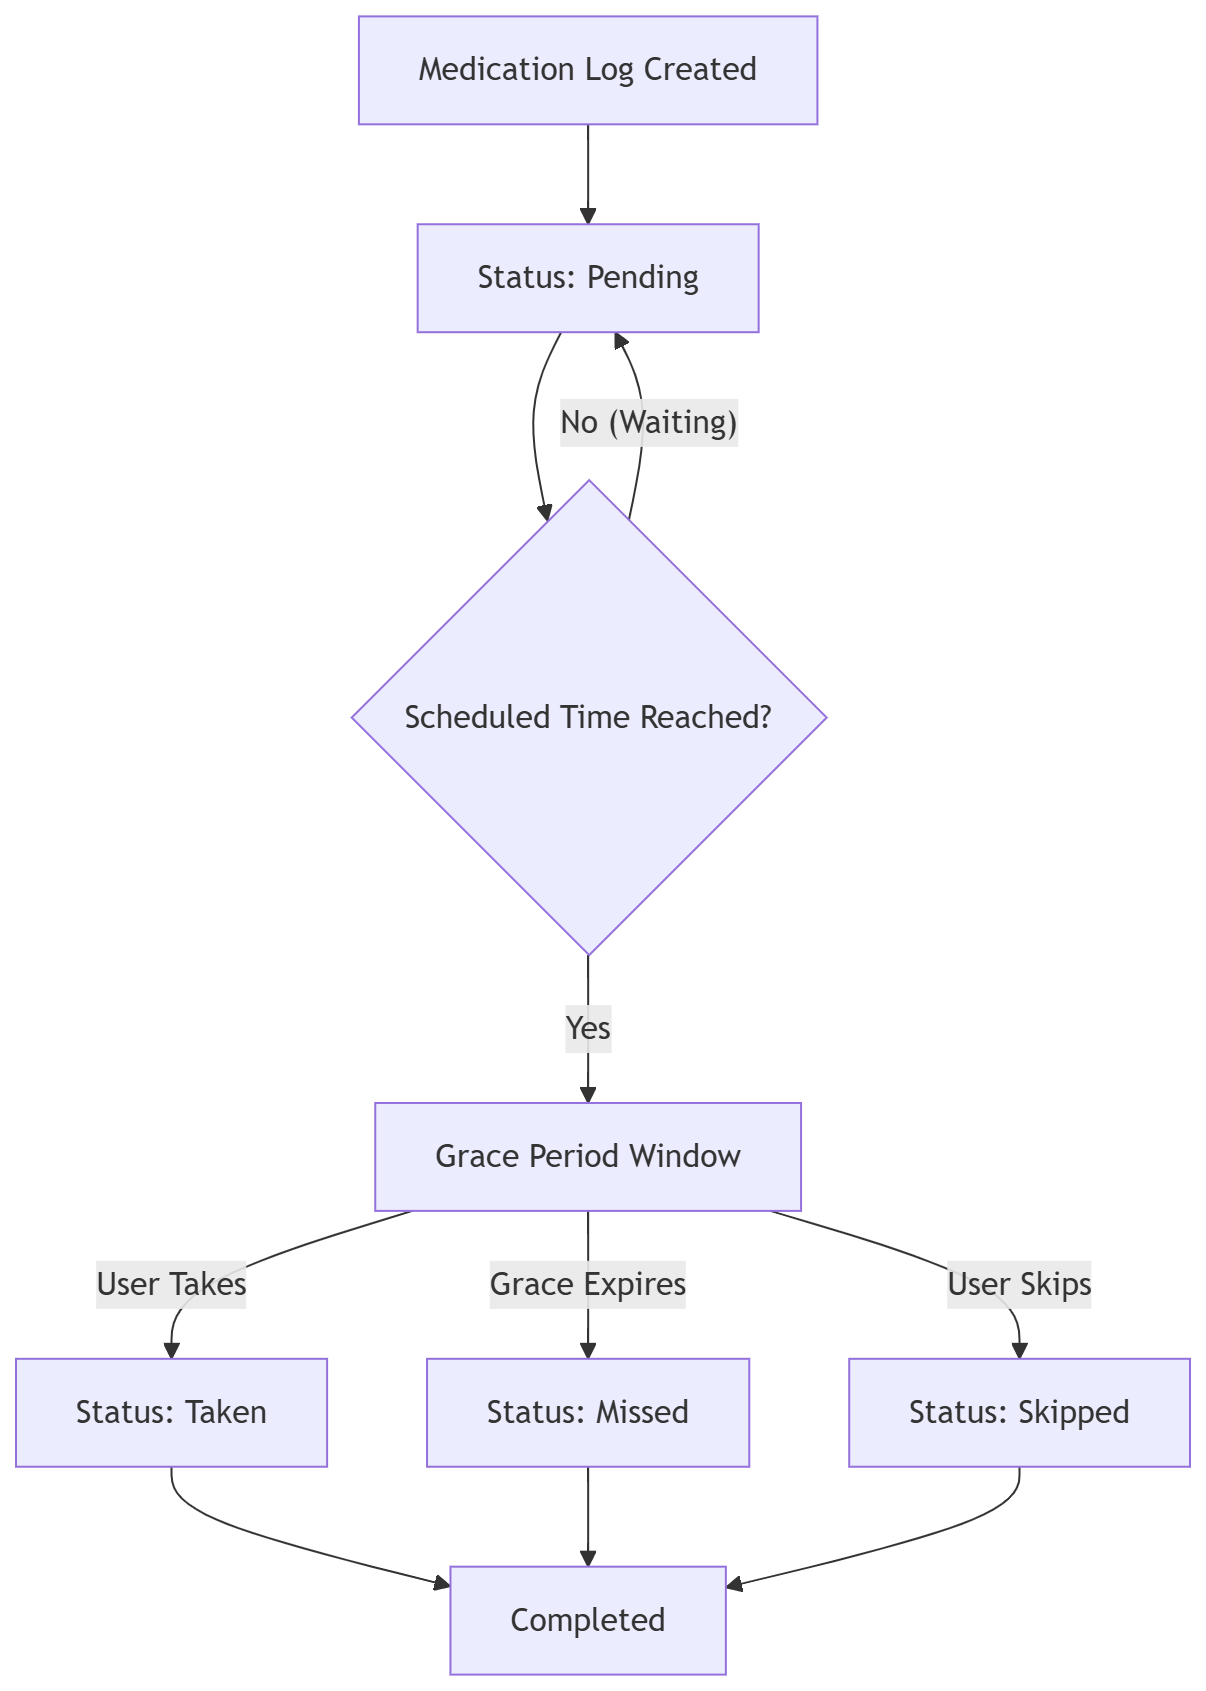 Medication Log Created
Status: Pending
No (Waiting)
Scheduled Time Reached?
Yes
Grace Period Window
User Takes
Grace Expires
User Skips
Status: Taken
Status: Missed
Status: Skipped
Completed